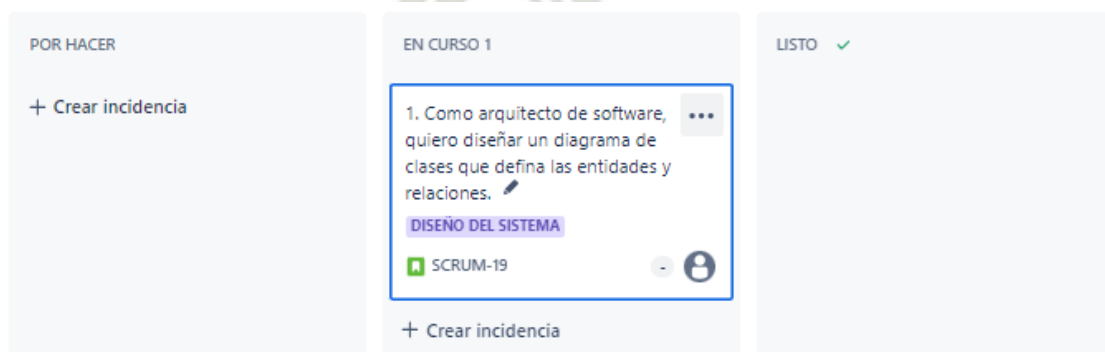 POR HACER
+ Crear incidencia
EN CURSO 1
1. Como arquitecto de software,
quiero diseñar un diagrama de
clases que defina las entidades y
relaciones.
DISEÑO DEL SISTEMA
SCRUM-19
-
+ Crear incidencia
LISTO